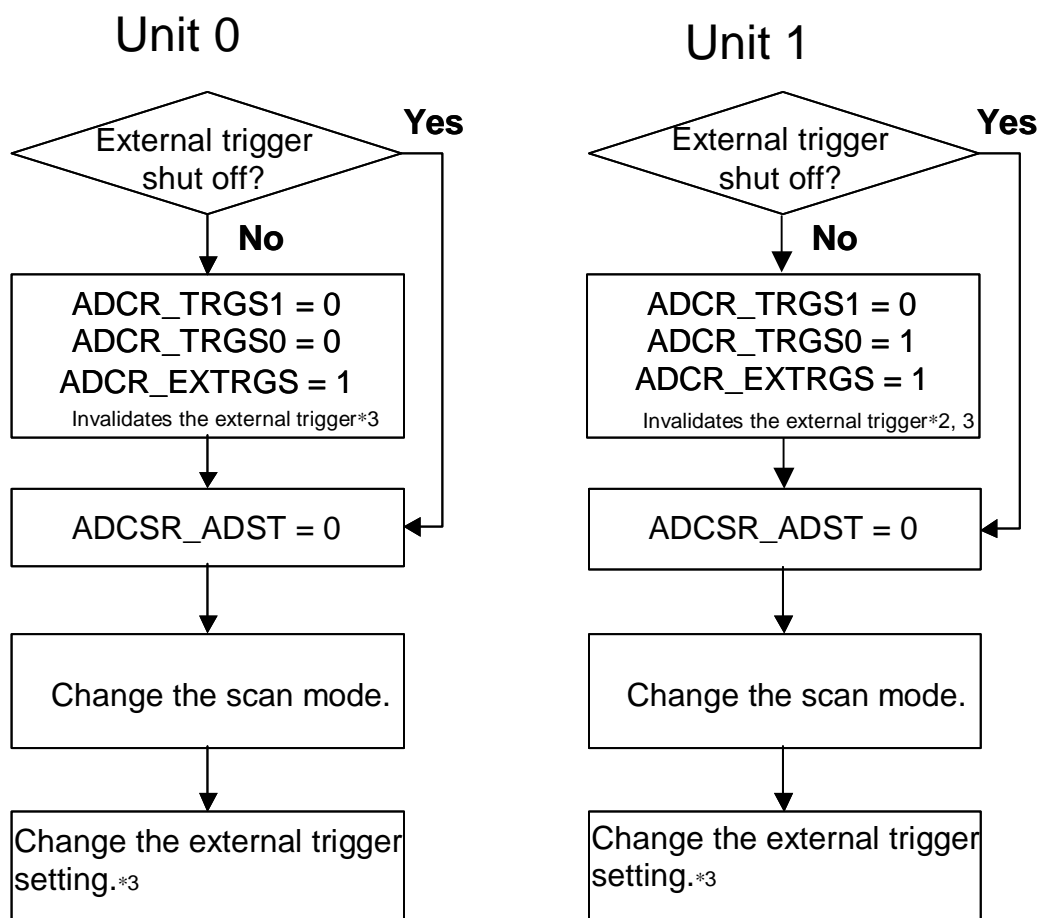 Unit 0
External trigger
shut off?
Yes
No
ADCR_TRGS1 = 0
ADCR_TRGS0 = 0
ADCR_EXTRGS = 1
Invalidates the external trigger*3
ADCSR_ADST = 0
Change the scan mode.
Change the external trigger
setting.*3
Unit 1
External trigger
shut off?
Yes
No
ADCR_TRGS1 = 0
ADCR_TRGS0 = 1
ADCR_EXTRGS = 1
Invalidates the external trigger*2, 3
ADCSR_ADST = 0
Change the scan mode.
Change the external trigger
setting.*3